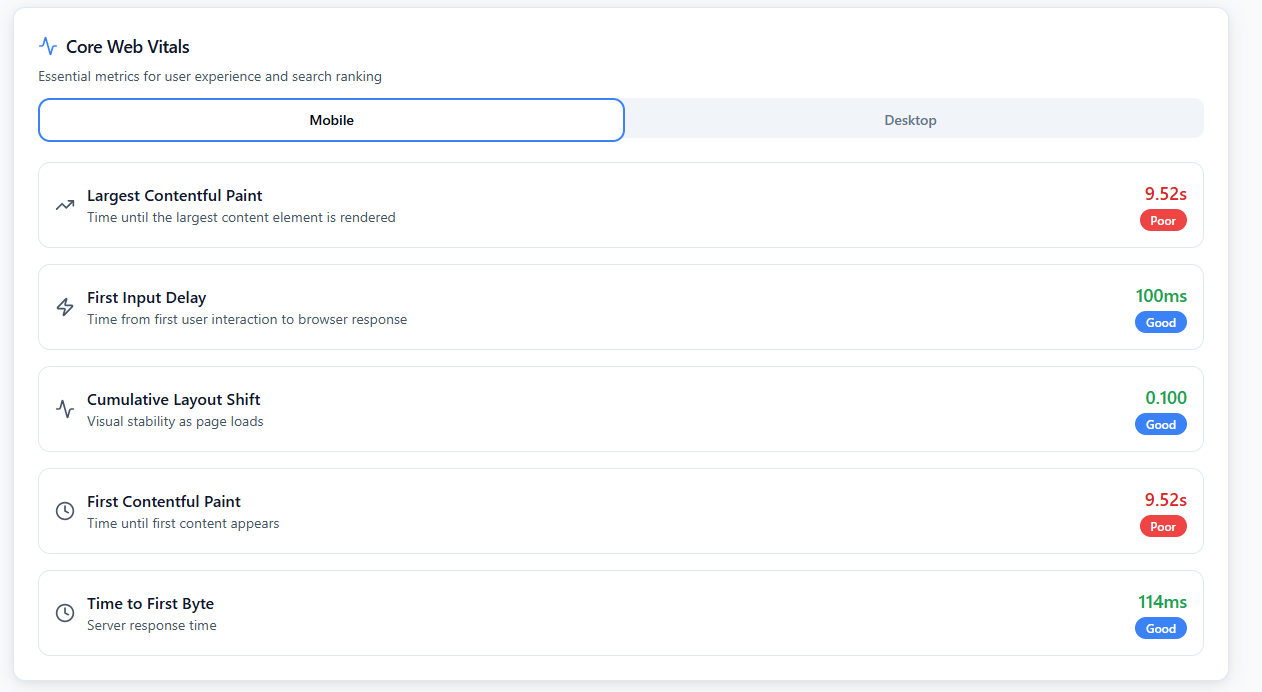 Core Web Vitals
Essential metrics for user experience and search ranking
Mobile
Desktop
Largest Contentful Paint
Time until the largest content element is rendered
9.52s
Poor
First Input Delay
Time from first user interaction to browser response
100ms
Good
Cumulative Layout Shift
Visual stability as page loads
0.100
Good
First Contentful Paint
Time until first content appears
9.52s
Poor
Time to First Byte
Server response time
114ms
Good